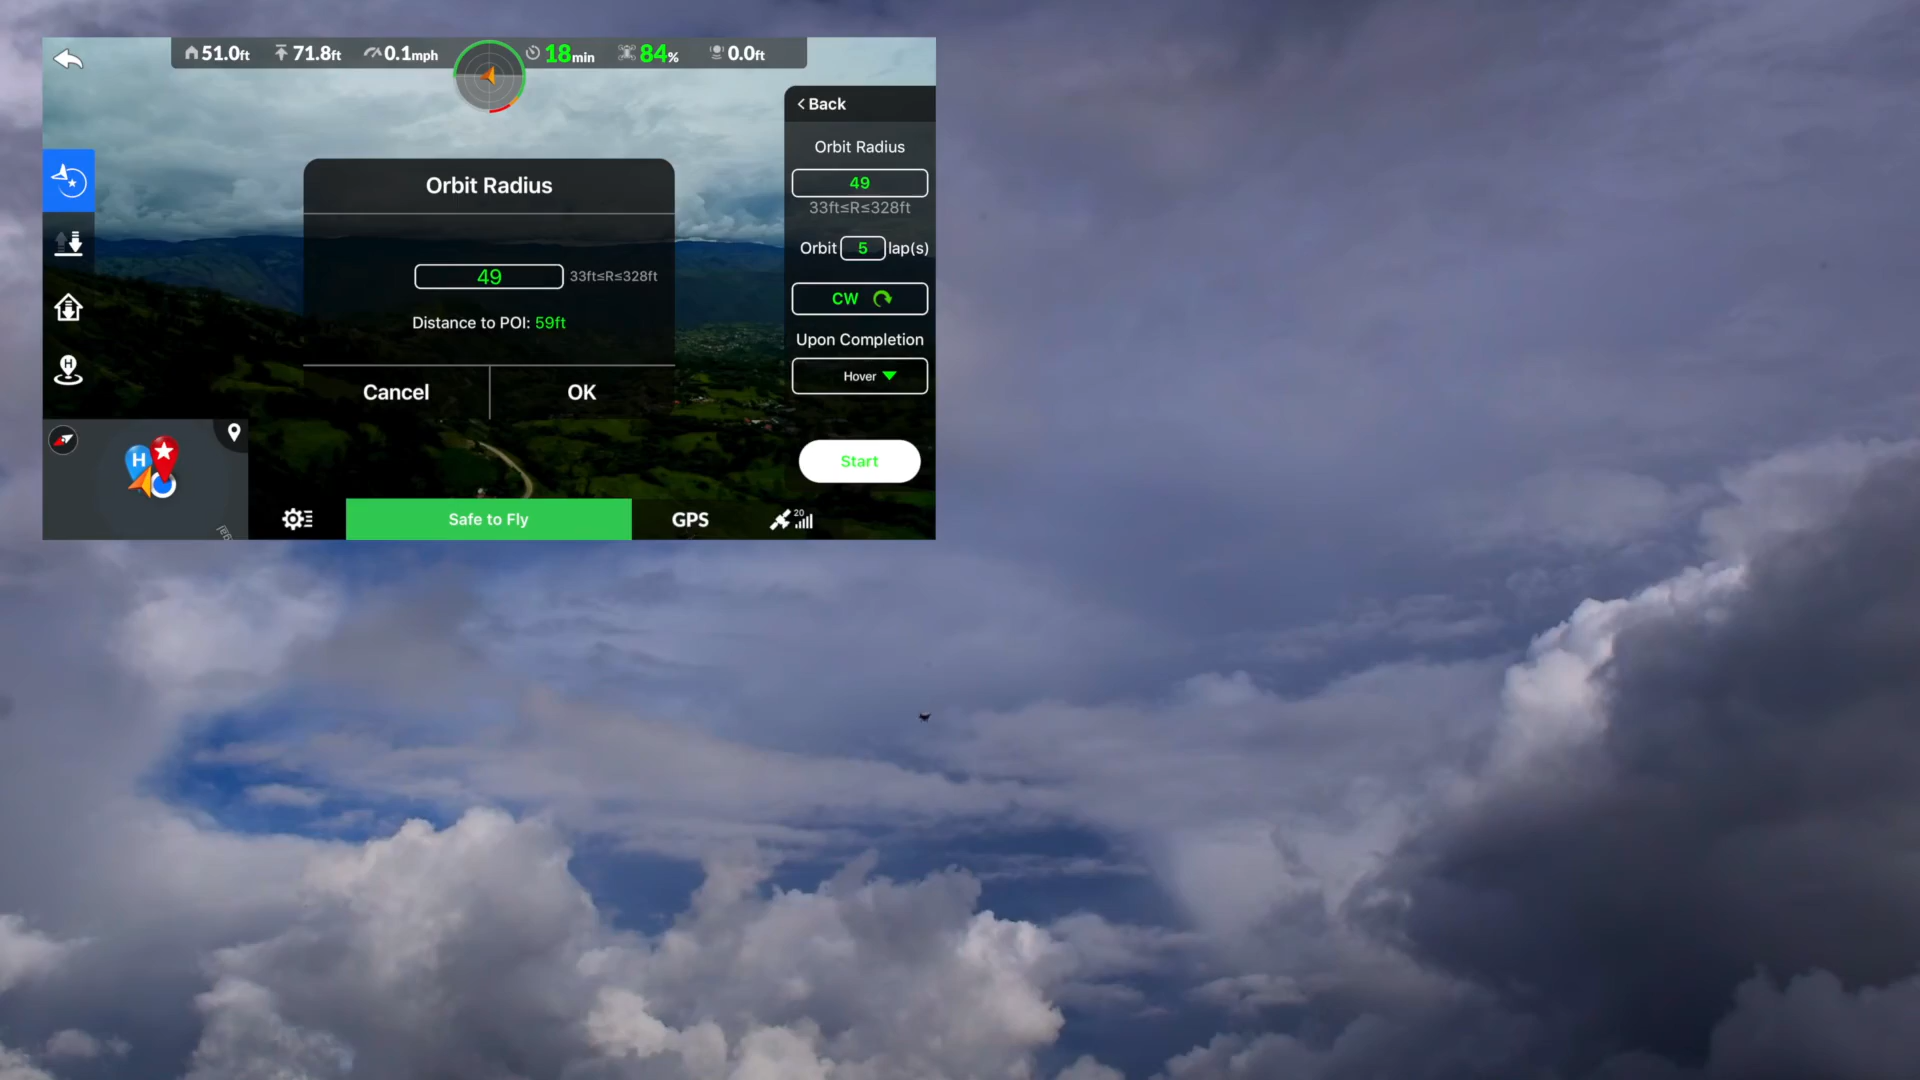 51.0ft 71.8ft 0.1mph 18min 84% 0.0ft
Back
Orbit Radius
49
33ft≤R≤328ft
Orbit 5 lap(s)
CW
Upon Completion
Hover
Start
Orbit Radius
49 33ft≤R≤328ft
Distance to POI: 59ft
Cancel OK
H
H
Safe to Fly GPS 20